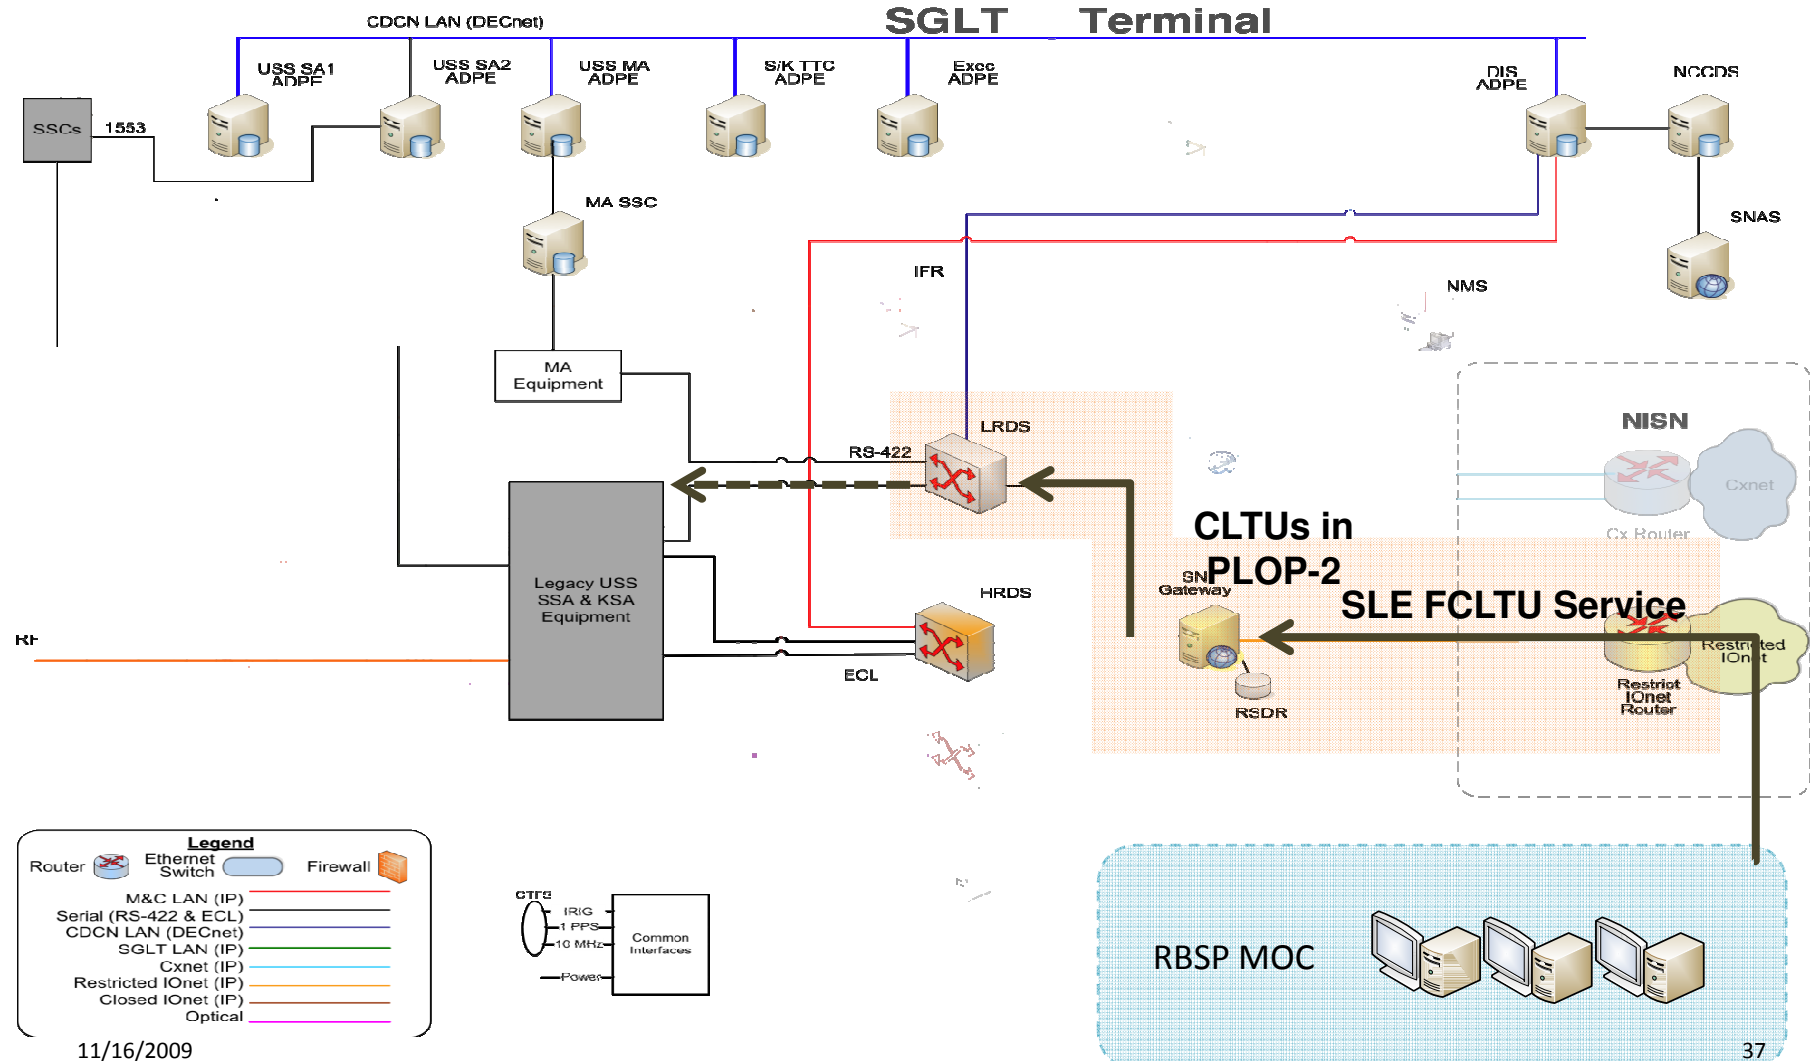 SGLT Terminal
CDCN LAN (DECnet)
USS SA1
ADPE
USS SA2
ADPE
USS MA
ADPE
S/K TTC
ADPE
Exec
ADPE
DIS
ADPE
NCCDS
SSCs
1553
MA SSC
SNAS
IFR
NMS
MA
Equipment
NISN
LRDS
RS-422
Cxnet
Cx Router
CLTUs in
PLOP-2
SN
Gateway
SLE FCLTU Service
Legacy USS
SSA & KSA
Equipment
HRDS
RF
Restricted
IOnet
ECL
Restrict
IOnet
Router
RSDR
Legend
Router
Ethernet
Switch
Firewall
M&C LAN (IP)
Serial (RS-422 & ECL)
CDCN LAN (DECnet)
SGLT LAN (IP)
Cxnet (IP)
Restricted IOnet (IP)
Closed IOnet (IP)
Optical
IRIG
1 PPS
10 MHz
Power
Common
Interfaces
RBSP MOC
11/16/2009
37